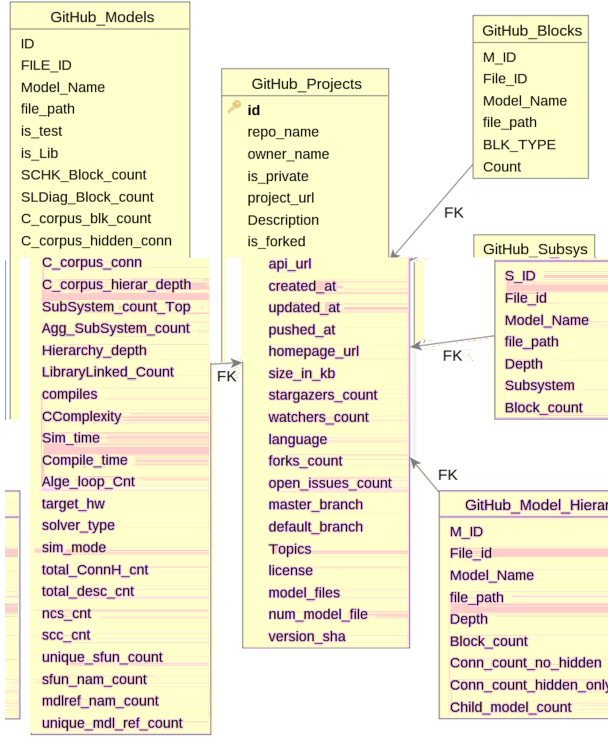 GitHub_Models
ID
FILE_ID
Model_Name
file_path
is_test
is_Lib
SCHK_Block_count
SLDiag_Block_count
C_corpus_blk_count
C_corpus_hidden_conn
C_corpus_conn
C_corpus_hierar_depth
SubSystem_count_Top
Agg_SubSystem_count
Hierarchy_depth
LibraryLinked_Count
compiles
CComplexity
Sim_time
Compile_time
Alge_loop_Cnt
target_hw
solver_type
sim_mode
total_ConnH_cnt
total_desc_cnt
ncs_cnt
scc_cnt
unique_sfun_count
sfun_nam_count
mdlref_nam_count
unique_mdl_ref_count
FK
GitHub_Projects
id
repo_name
owner_name
is_private
project_url
Description
is_forked
api_url
created_at
updated_at
pushed_at
homepage_url
size_in_kb
stargazers_count
watchers_count
language
forks_count
open_issues_count
master_branch
default_branch
Topics
license
model_files
num_model_file
version_sha
GitHub_Blocks
M_ID
File_ID
Model_Name
file_path
BLK_TYPE
Count
FK
GitHub_Subsys
S_ID
File_id
Model_Name
file_path
Depth
Subsystem
Block_count
FK
FK
GitHub_Model_Hierar
M_ID
File_id
Model_Name
file_path
Depth
Block_count
Conn_count_no_hidden
Conn_count_hidden_only
Child_model_count